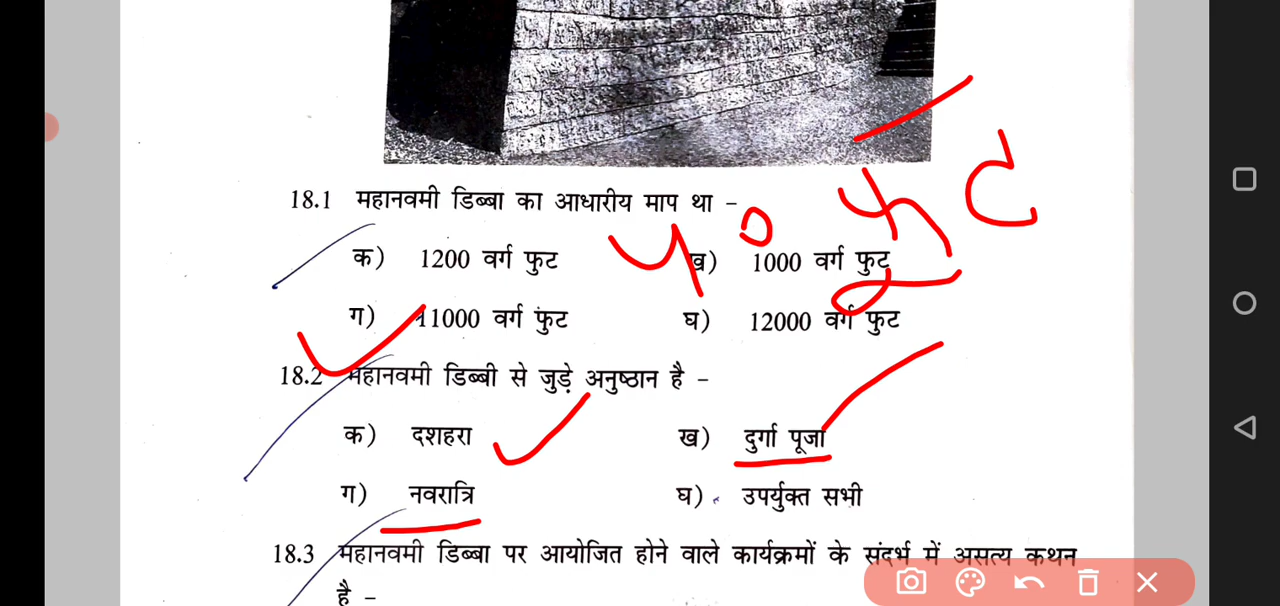 18.1 महानवमी डिब्बा का आधारीय माप था -
क) 1200 वर्ग फुट ख) 1000 वर्ग फुट
ग) 11000 वर्ग फुट घ) 12000 वर्ग फुट
18.2 महानवमी डिब्बी से जुड़े अनुष्ठान है -
क) दशहरा ख) दुर्गा पूजा
ग) नवरात्रि घ) उपर्युक्त सभी
18.3 महानवमी डिब्बा पर आयोजित होने वाले कार्यक्रमों के संदर्भ में असत्य कथन
है -